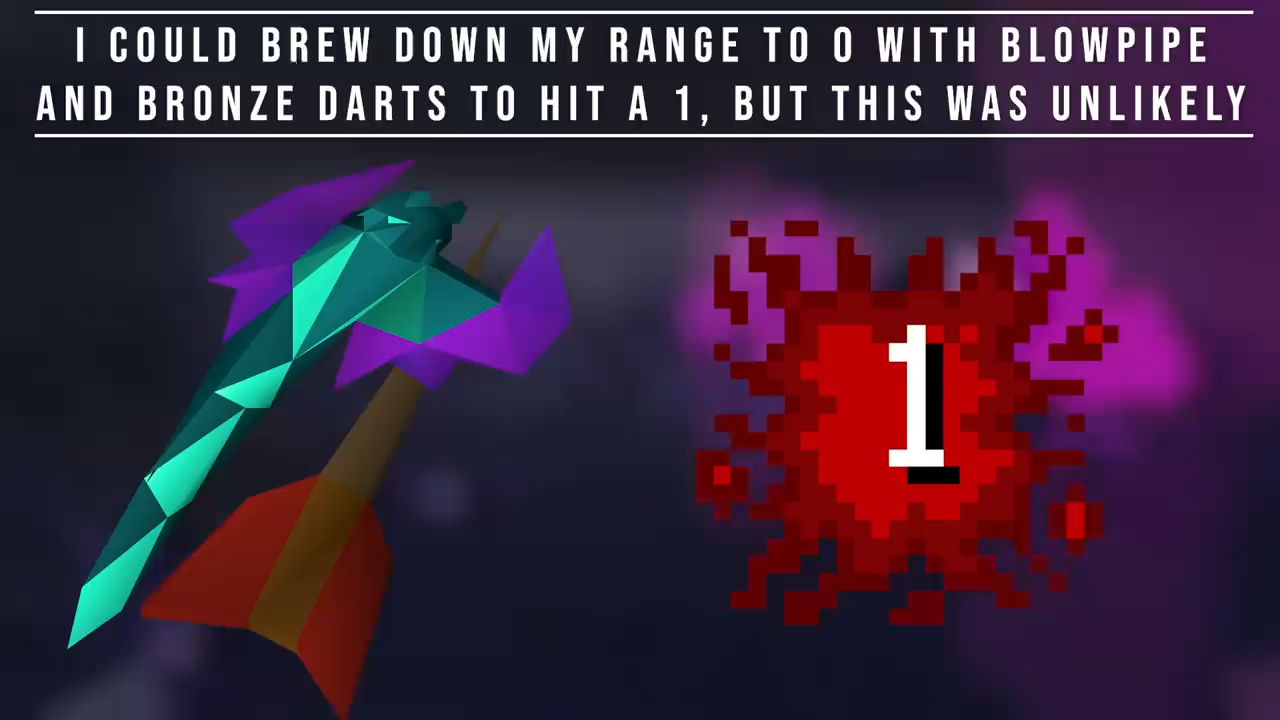 I COULD BREW DOWN MY RANGE TO 0 WITH BLOWPIPE
AND BRONZE DARTS TO HIT A 1, BUT THIS WAS UNLIKELY
1